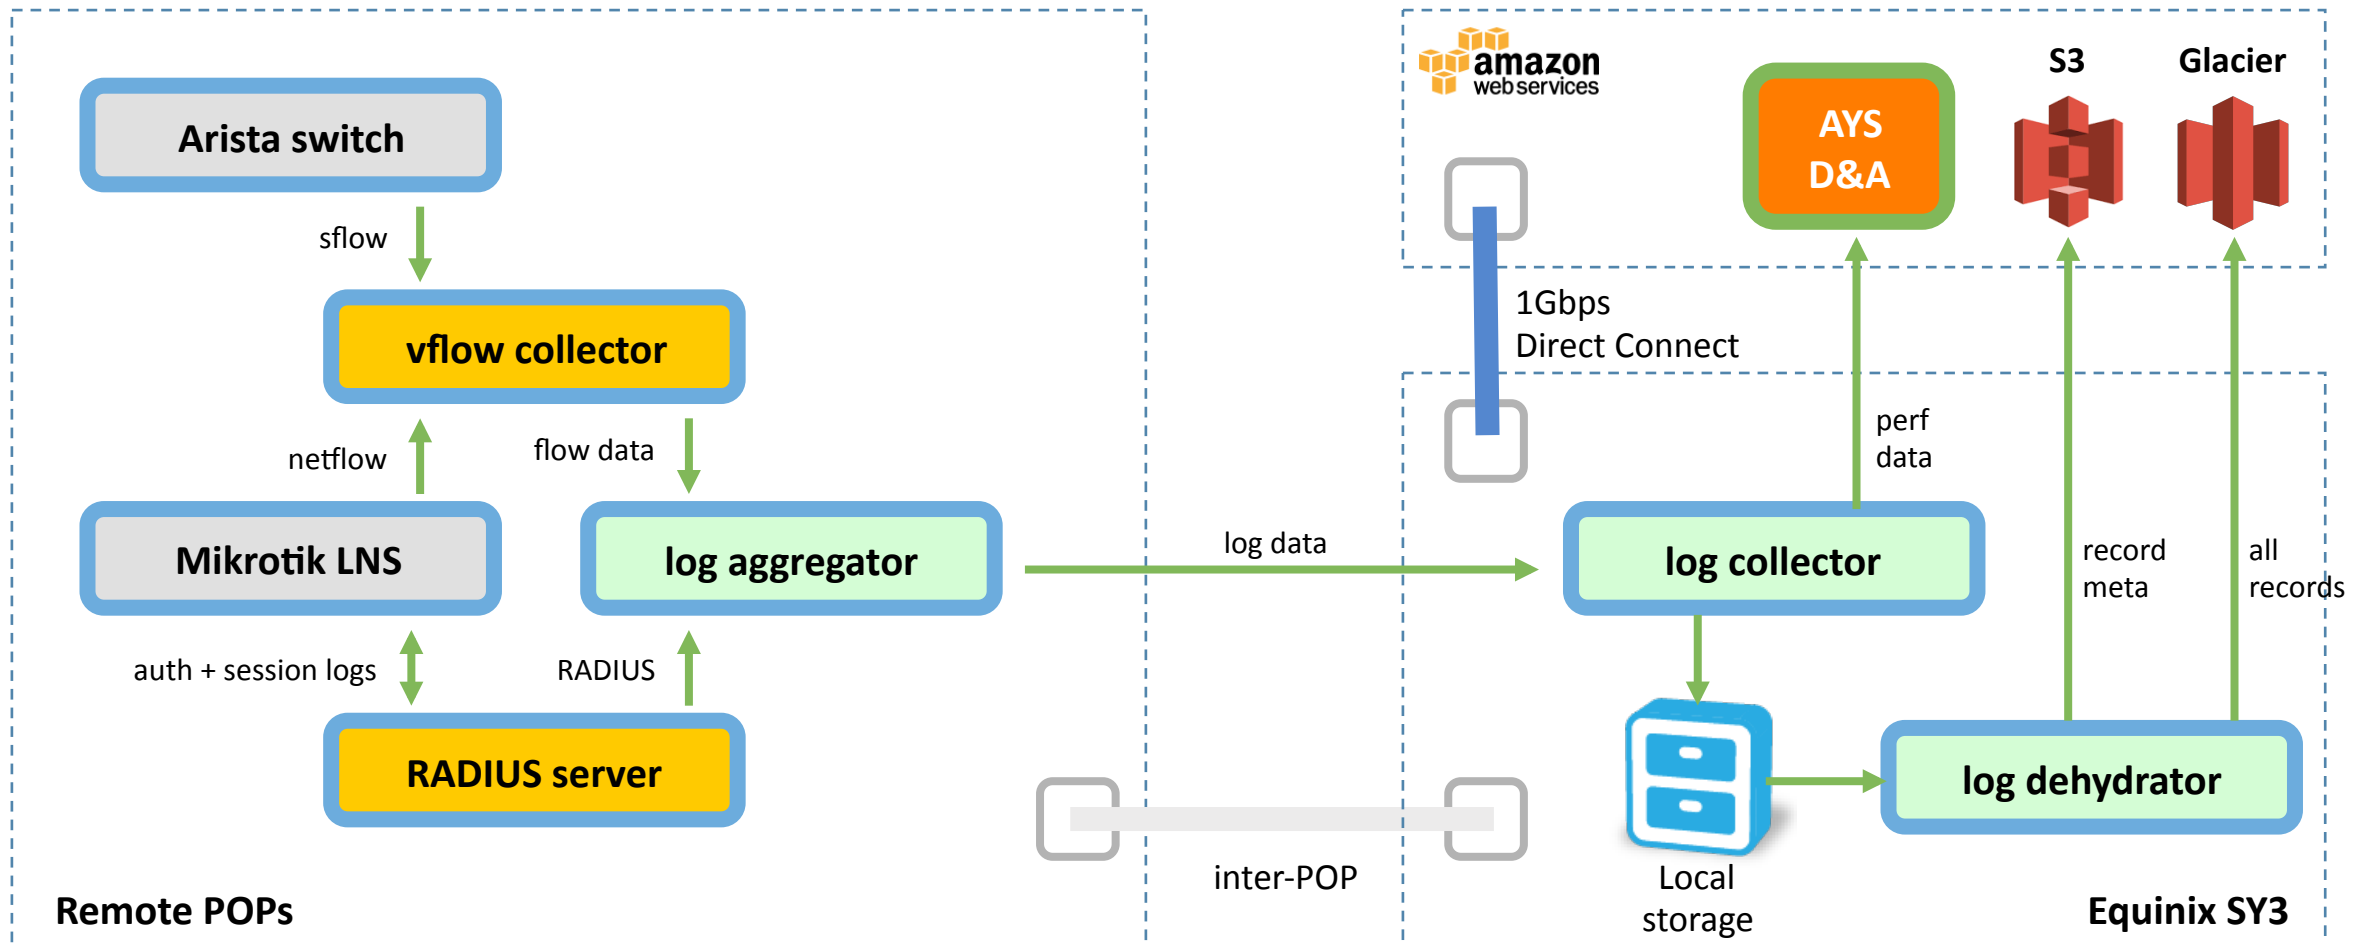 Arista switch
sflow
vflow collector
netflow
flow data
Mikrotik LNS
log aggregator
auth + session logs
RADIUS
RADIUS server
Remote POPs
log data
inter-POP
amazon
web services
AYS
D&A
S3
Glacier
1Gbps
Direct Connect
perf
data
log collector
record
meta
all
records
log dehydrator
Local
storage
Equinix SY3